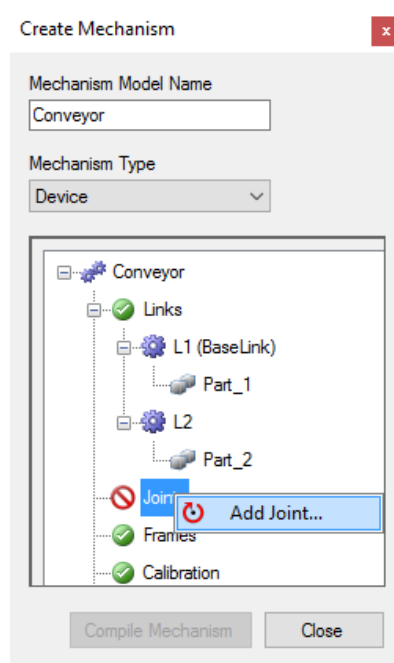 Create Mechanism
x
Mechanism Model Name
Conveyor
Mechanism Type
Device
Conveyor
Links
L1 (BaseLink)
Part_1
L2
Part_2
Add Joint...
Frames
Calibration
Compile Mechanism
Close